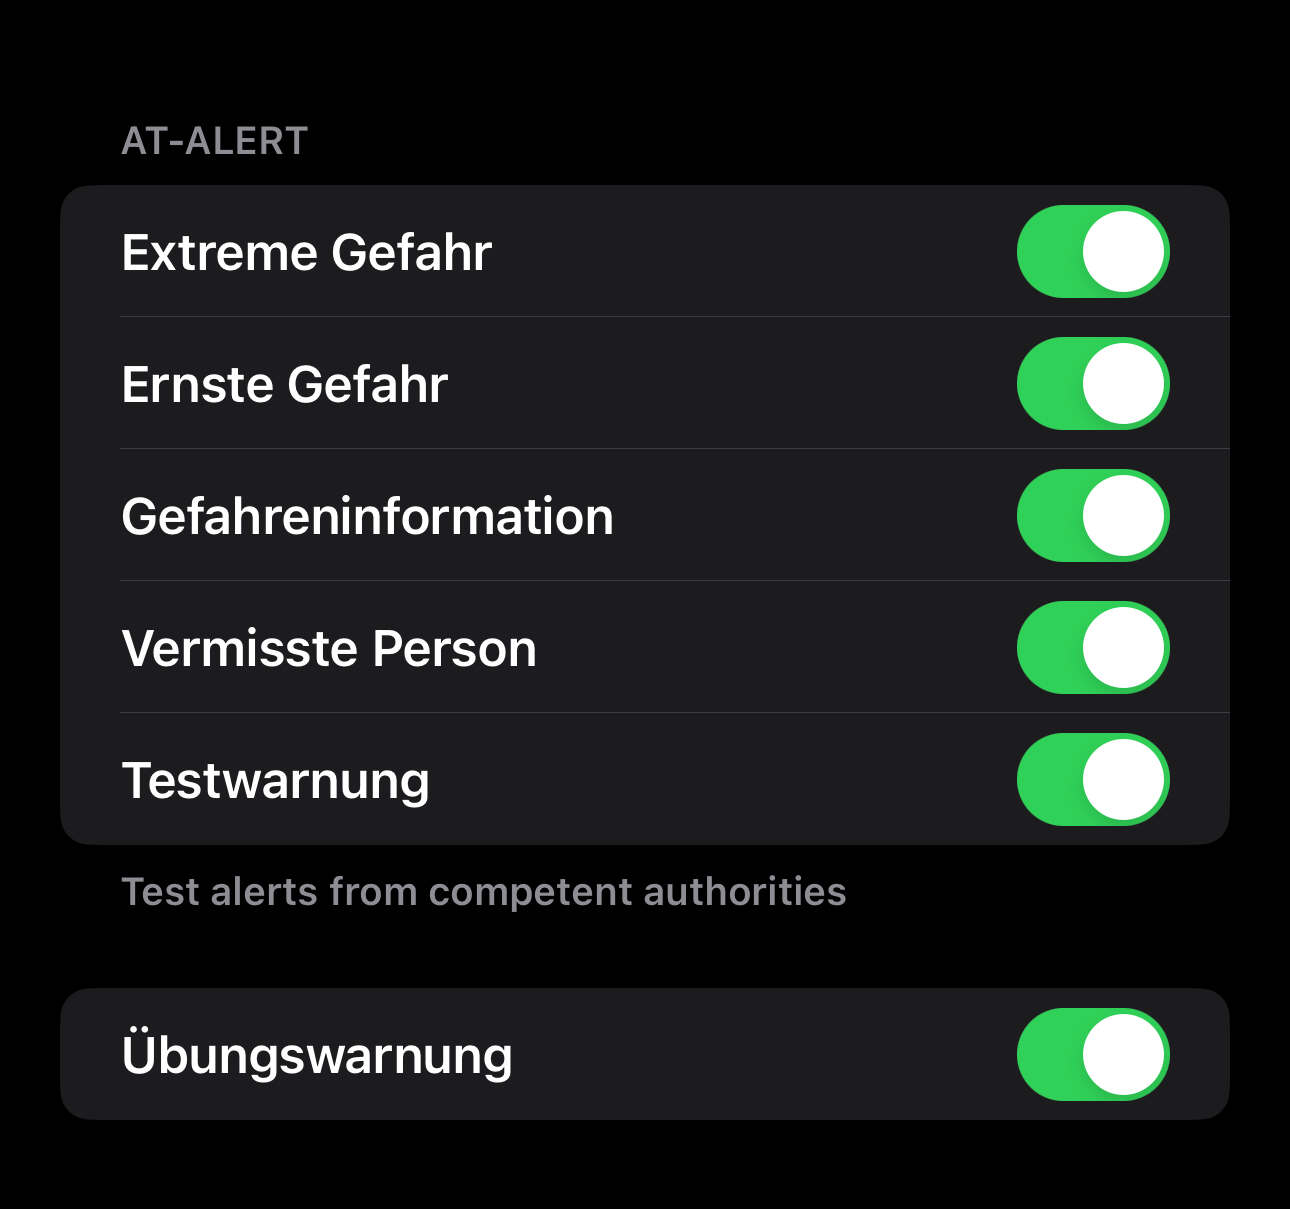 AT-ALERT
Extreme Gefahr
Ernste Gefahr
Gefahreninformation
Vermisste Person
Testwarnung
Test alerts from competent authorities
Übungswarnung